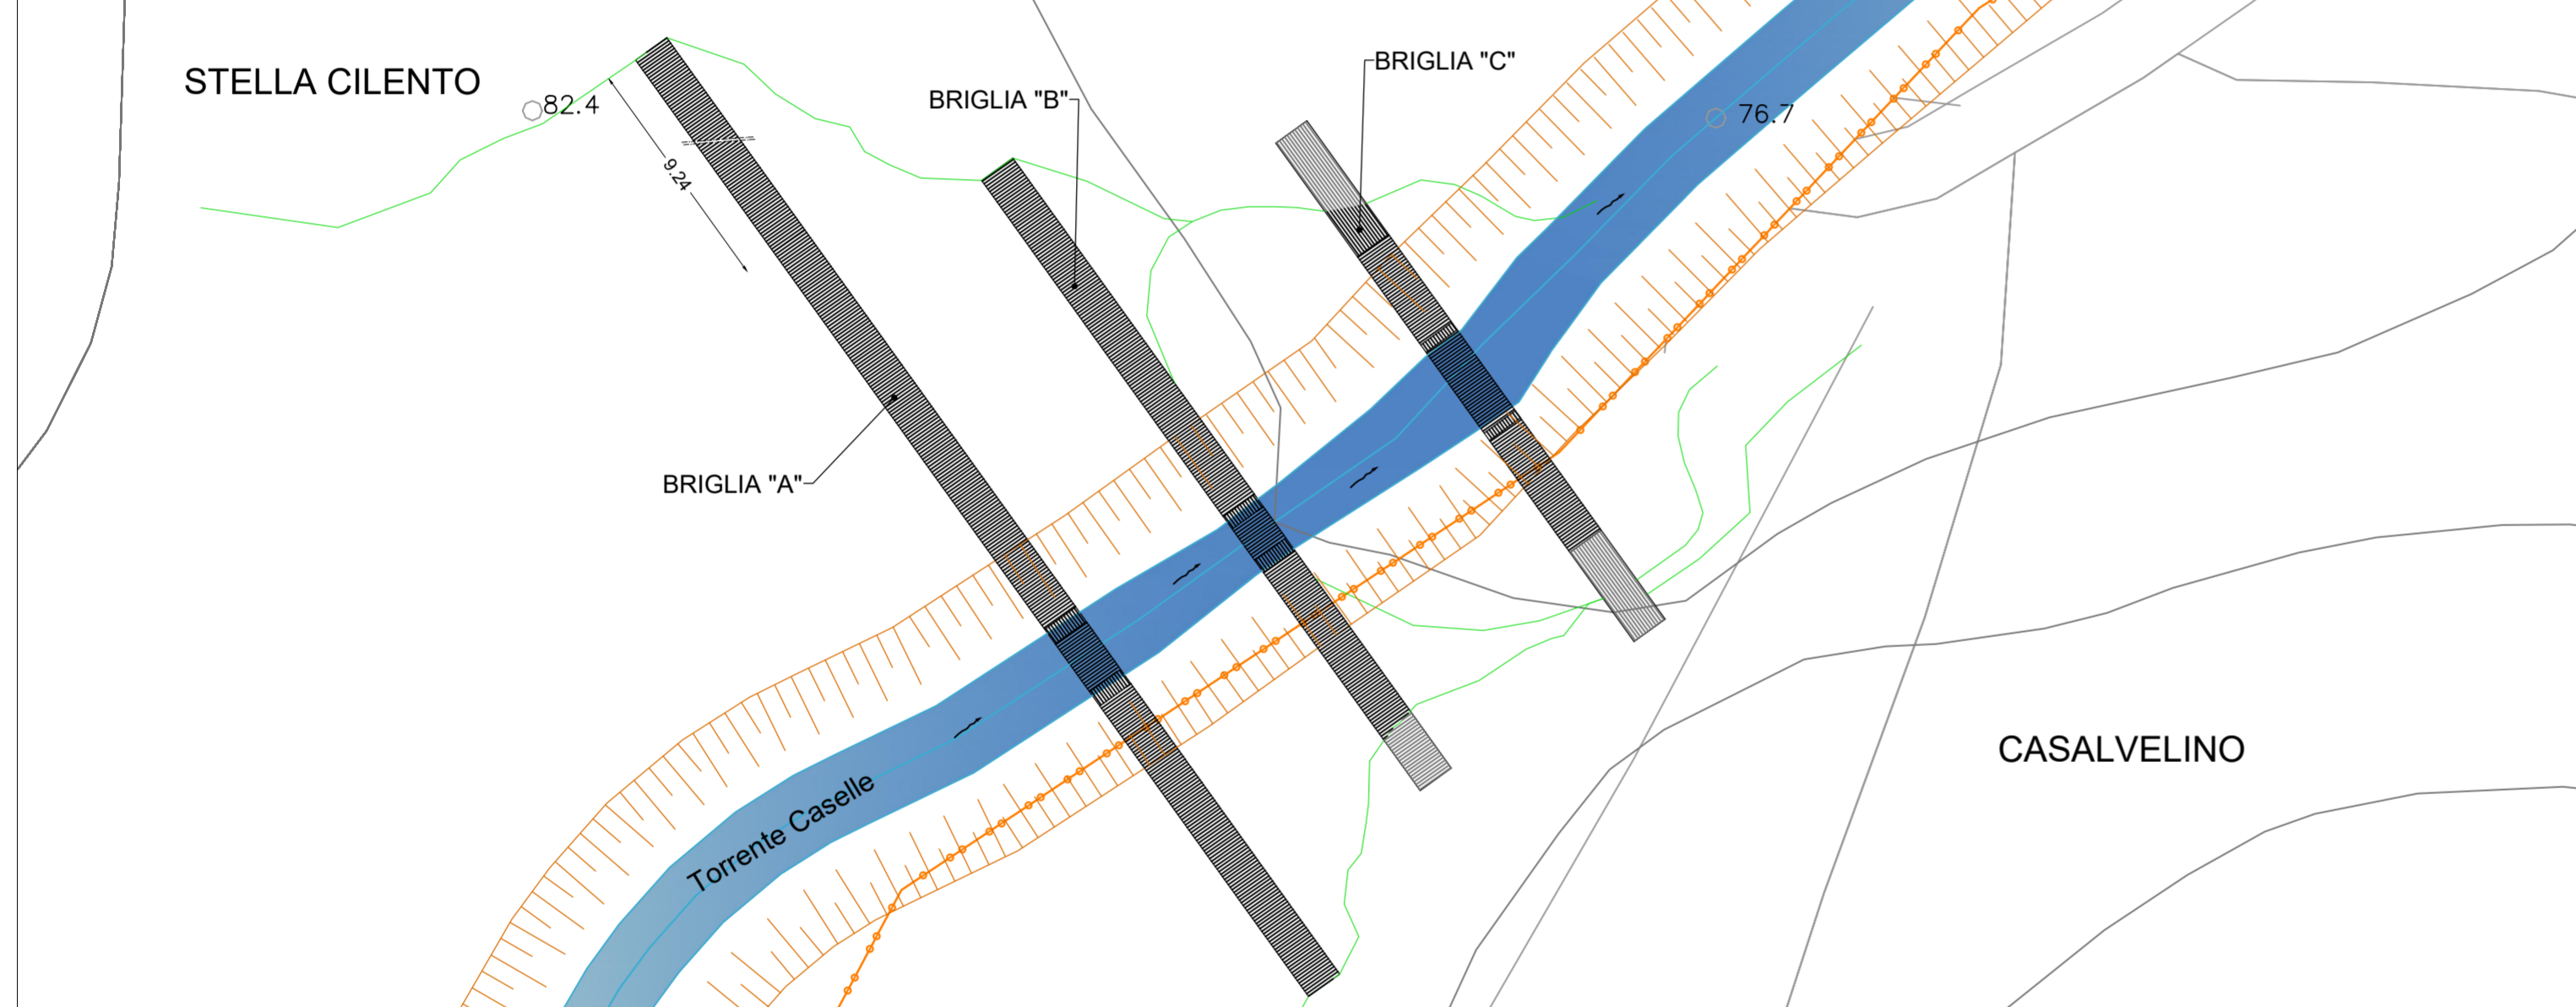 STELLA CILENTO
82.4
9.24
BRIGLIA "B"
BRIGLIA "C"
76.7
BRIGLIA "A"
Torrente Caselle
CASALVELINO